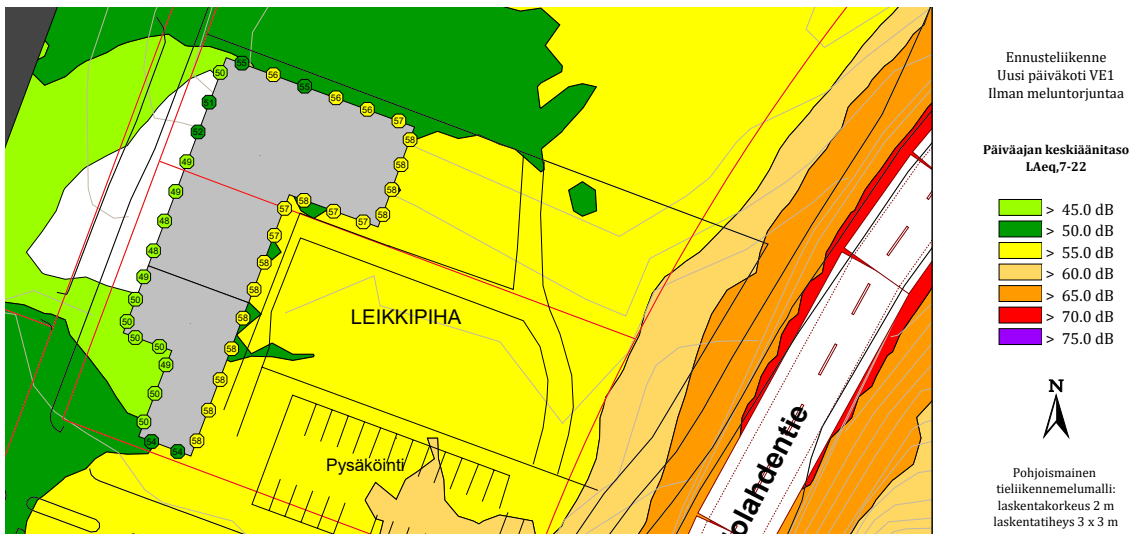 55
50
56
55
51
56
56
57
52
58
49
58
49
58
58
57
57
57
58
48
57
48
58
49
58
50
58
50
50
50
58
49
58
50
58
50
54
54
58
LEIKKIPIHA
Pysäköinti
olahdentie
Ennusteliikenne
Uusi päiväkoti VE1
Ilman meluntorjuntaa
Päiväajan keskiäänitaso
LAeq,7-22
> 45.0 dB
> 50.0 dB
> 55.0 dB
> 60.0 dB
> 65.0 dB
> 70.0 dB
> 75.0 dB
N
Pohjoismainen
tieliikennemelumalli:
laskentakorkeus 2 m
laskentatiheys 3 x 3 m